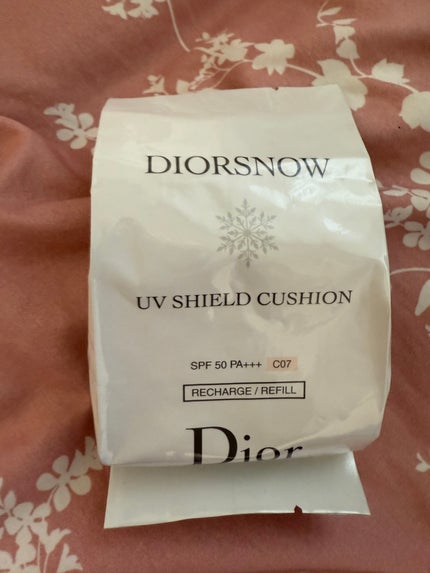 DIORSNOW
UV SHIELD CUSHION
SPF 50 PA+++ C07
RECHARGE / REFILL
Dior